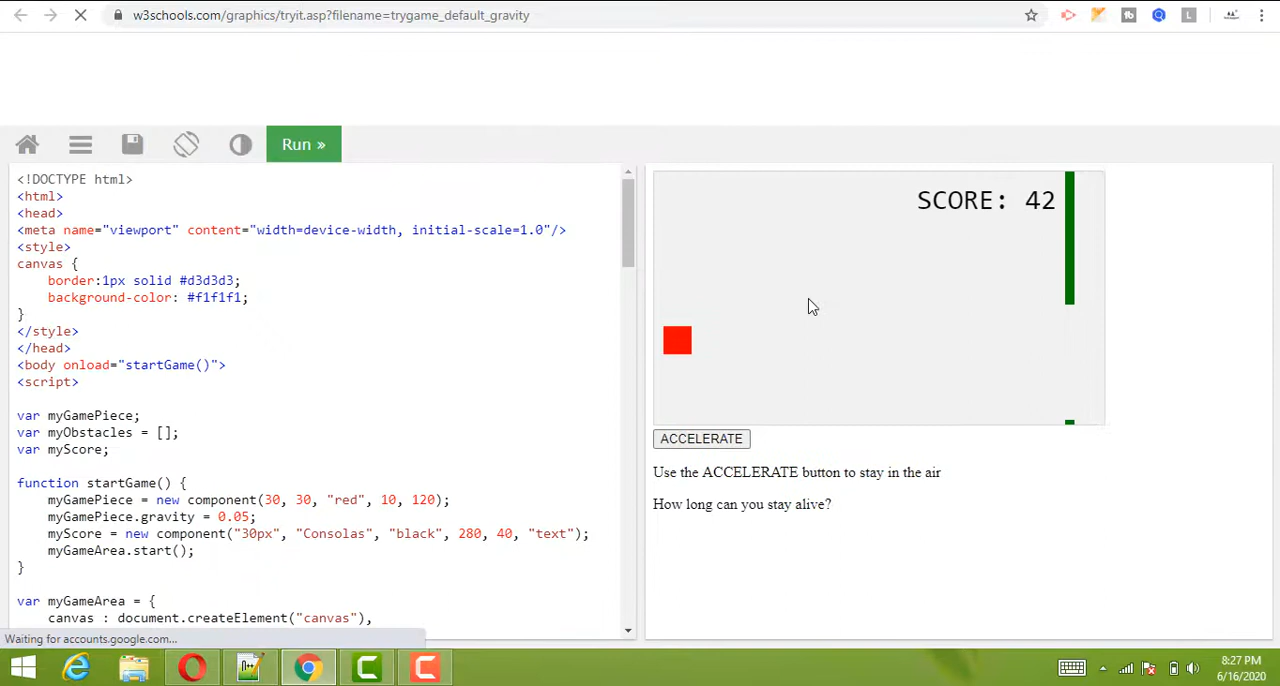 w3schools.com/graphics/tryit.asp?filename=trygame_default_gravity
L
Run »
<!DOCTYPE html>
<html>
<head>
<meta name="viewport" content="width=device-width, initial-scale=1.0"/>
<style>
canvas {
    border:1px solid #d3d3d3;
    background-color: #f1f1f1;
}
</style>
</head>
<body onload="startGame()">
<script>
var myGamePiece;
var myObstacles = [];
var myScore;
function startGame() {
    myGamePiece = new component(30, 30, "red", 10, 120);
    myGamePiece.gravity = 0.05;
    myScore = new component("30px", "Consolas", "black", 280, 40, "text");
    myGameArea.start();
}
var myGameArea = {
    canvas : document.createElement("canvas"),
SCORE: 42
ACCELERATE
Use the ACCELERATE button to stay in the air
How long can you stay alive?
Waiting for accounts.google.com...
8:27 PM
6/16/2020